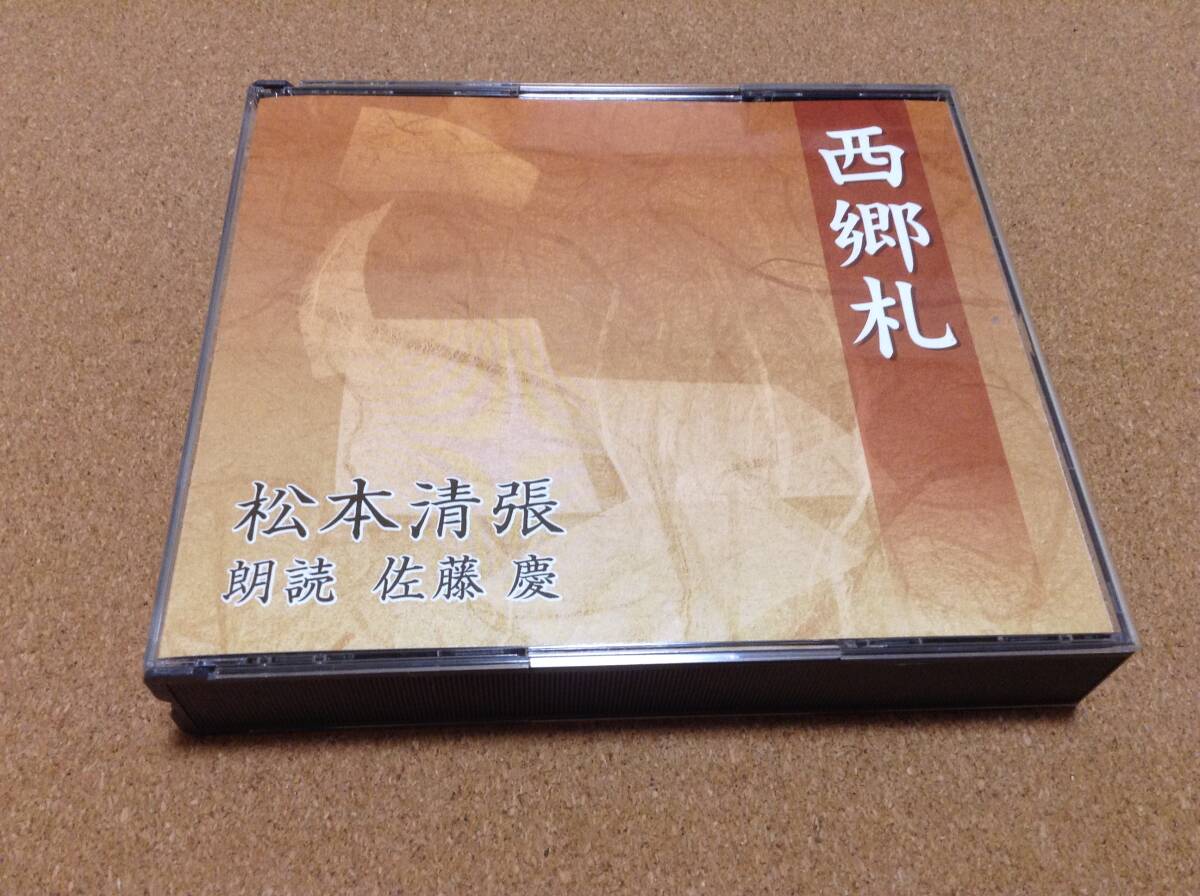 西郷札
松本清張
朗読 佐藤 慶